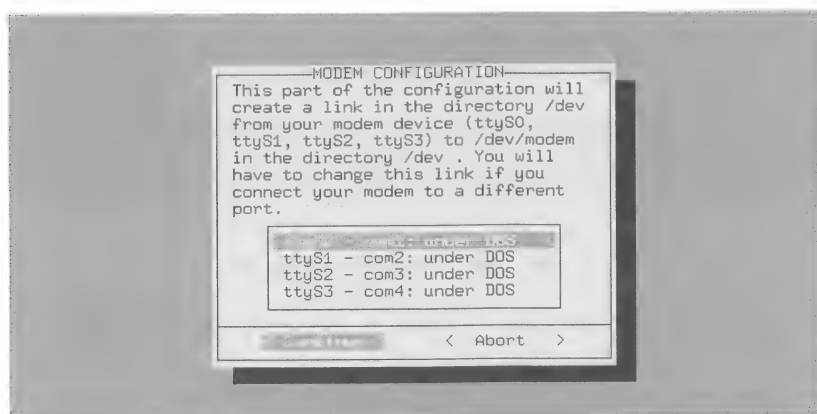 MODEM CONFIGURATION
This part of the configuration will
create a link in the directory /dev
from your modem device (ttyS0,
ttyS1, ttyS2, ttyS3) to /dev/modem
in the directory /dev . You will
have to change this link if you
connect your modem to a different
port.
under DOS
ttyS1 - com2: under DOS
ttyS2 - com3: under DOS
ttyS3 - com4: under DOS
< Abort >